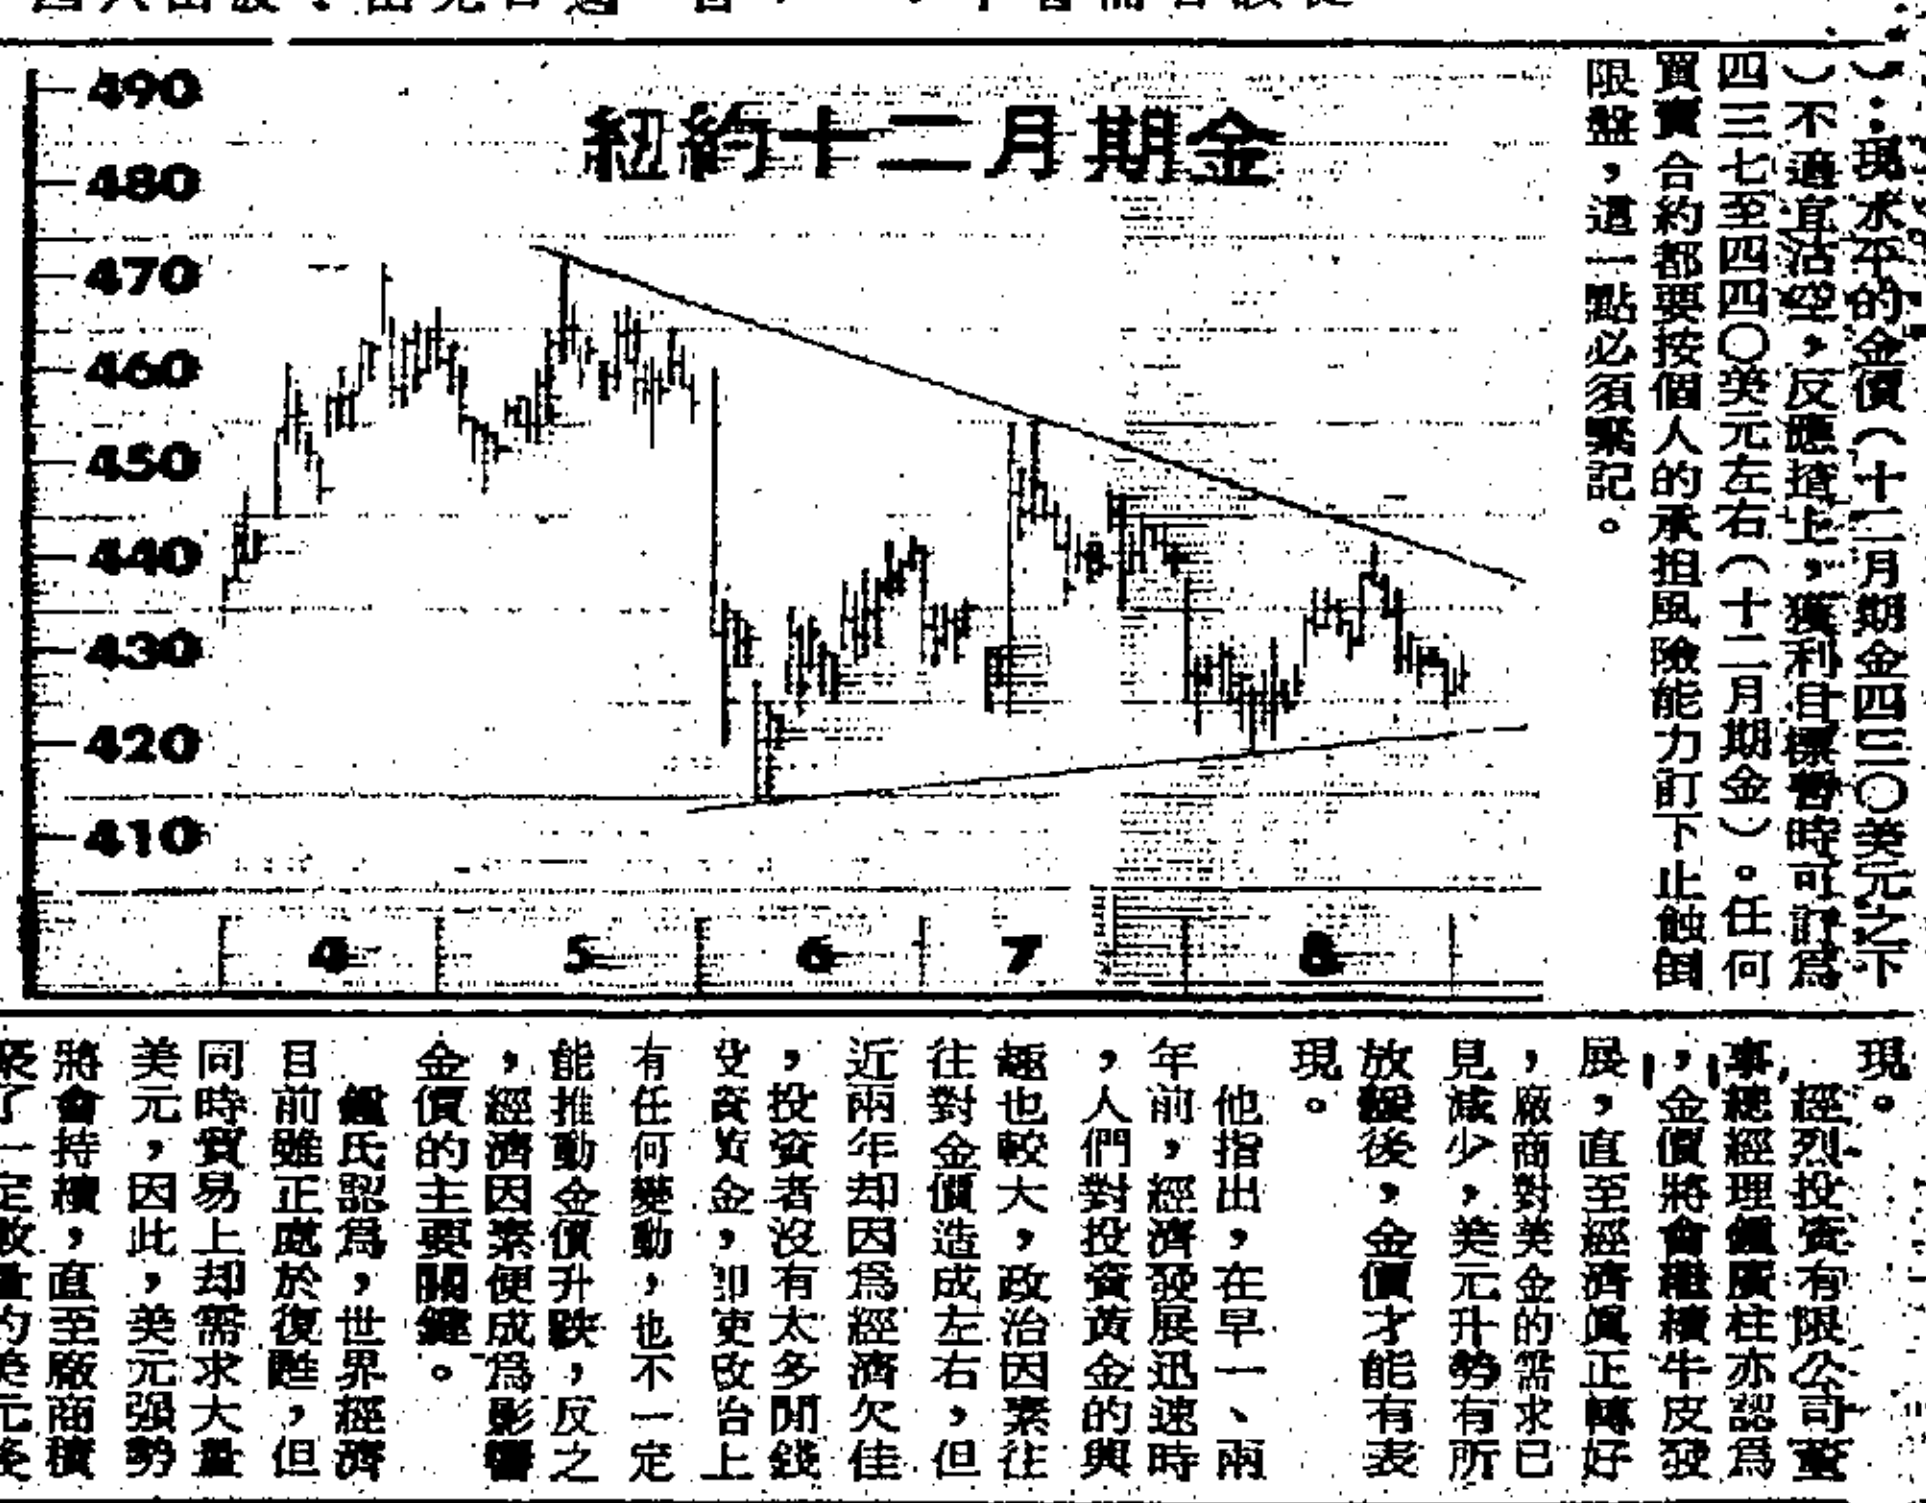 ）：現水平的金價（十二月期金四三〇美元之下
）不適宜沽空，反應揸上，獲利目標暫時可訂爲
四三七至四四〇美元左右（十二月期金）。任何
買賣合約都要按個人的承担風險能力訂下止蝕倒
限盤，這一點必須緊記。
紐約十二月期金
490
480
470
460
450
440
430
420
410
4 5 6 7 8
現。
經烈投資有限公司董
事總經理鍾廣柱亦認爲
，金價將會繼續牛皮發
展，直至經濟眞正轉好
，廠商對美金的需求已
見減少，美元升勢有所
放緩後，金價才能有表
現。
他指出，在早一、兩
年前，經濟發展迅速時
，人們對投資黃金的興
趣也較大，政治因素往
往對金價造成左右，但
近兩年却因爲經濟欠佳
，投資者沒有太多閒錢
投資黃金，即使政治上
有任何變動，也不一定
能推動金價升跌，反之
，經濟因素便成爲影響
金價的主要關鍵。
鍾氏認爲，世界經濟
目前雖正處於復甦，但
同時貿易上却需求大量
美元，因此，美元强勢
將會持續，直至廠商積
聚了一定數量的美元後